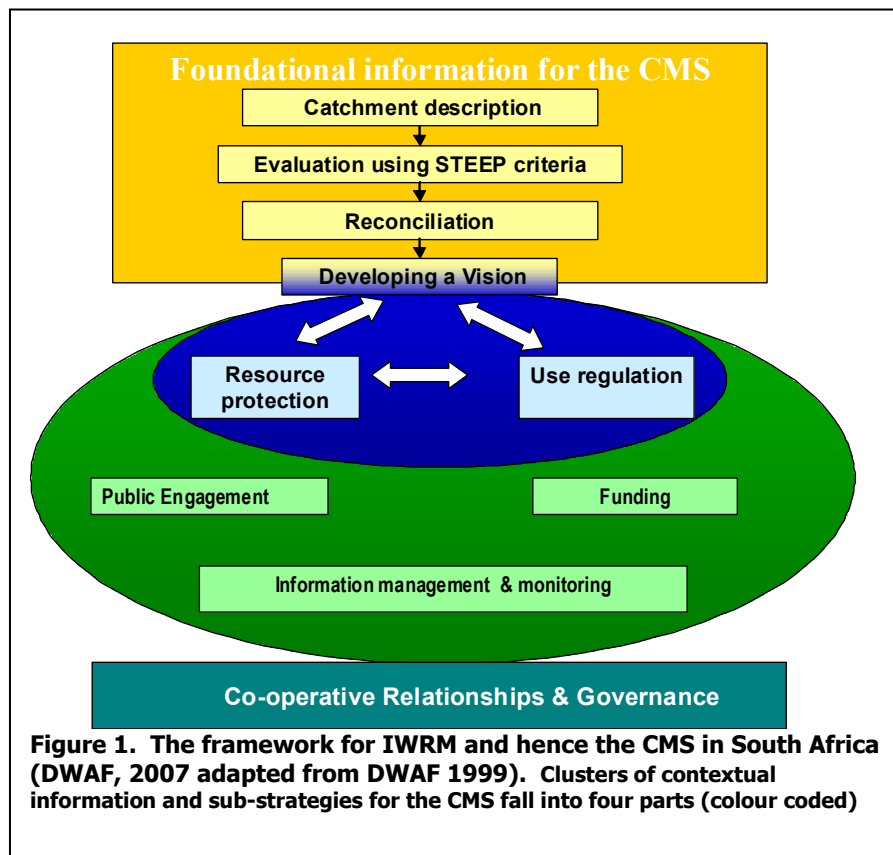 Foundational information for the CMS
Catchment description
Evaluation using STEEP criteria
Reconciliation
Developing a Vision
Resource
protection
Use regulation
Public Engagement
Funding
Information management & monitoring
Co-operative Relationships & Governance
Figure 1. The framework for IWRM and hence the CMS in South Africa
(DWAF, 2007 adapted from DWAF 1999). Clusters of contextual
information and sub-strategies for the CMS fall into four parts (colour coded)